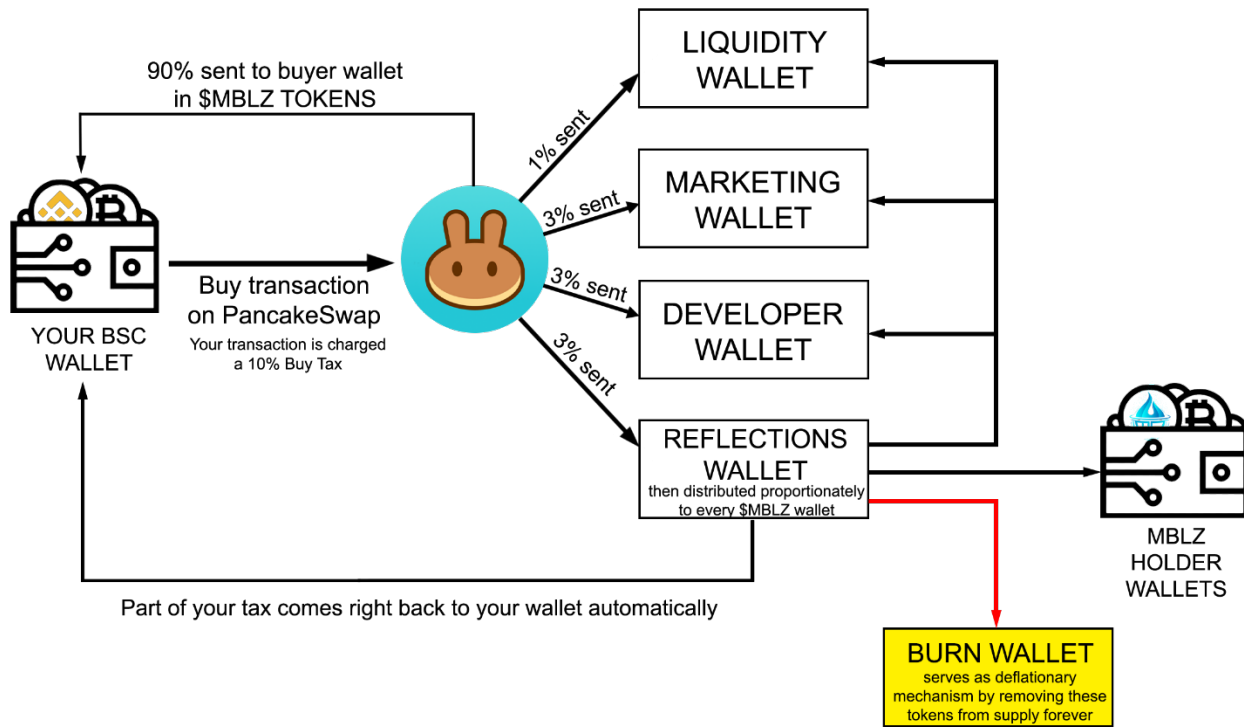 90% sent to buyer wallet
in $MBLZ TOKENS
YOUR BSC
WALLET
Buy transaction
on PancakeSwap
Your transaction is charged
a 10% Buy Tax
1% sent
3% sent
3% sent
3% sent
LIQUIDITY
WALLET
MARKETING
WALLET
DEVELOPER
WALLET
REFLECTIONS
WALLET
then distributed proportionately
to every $MBLZ wallet
MBLZ
HOLDER
WALLETS
Part of your tax comes right back to your wallet automatically
BURN WALLET
serves as deflationary
mechanism by removing these
tokens from supply forever